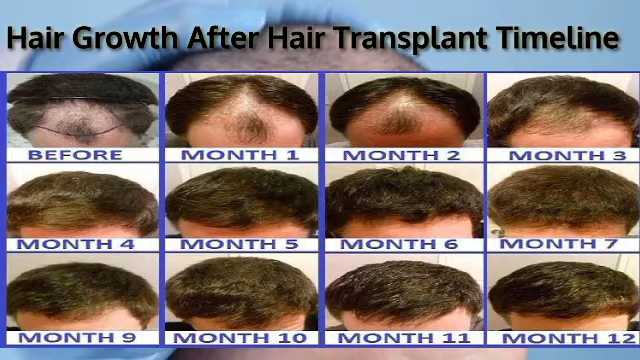 Hair Growth After Hair Transplant Timeline
BEFORE MONTH 1 MONTH 2 MONTH 3
MONTH 4 MONTH 5 MONTH 6 MONTH 7
MONTH 9 MONTH 10 MONTH 11 MONTH 12